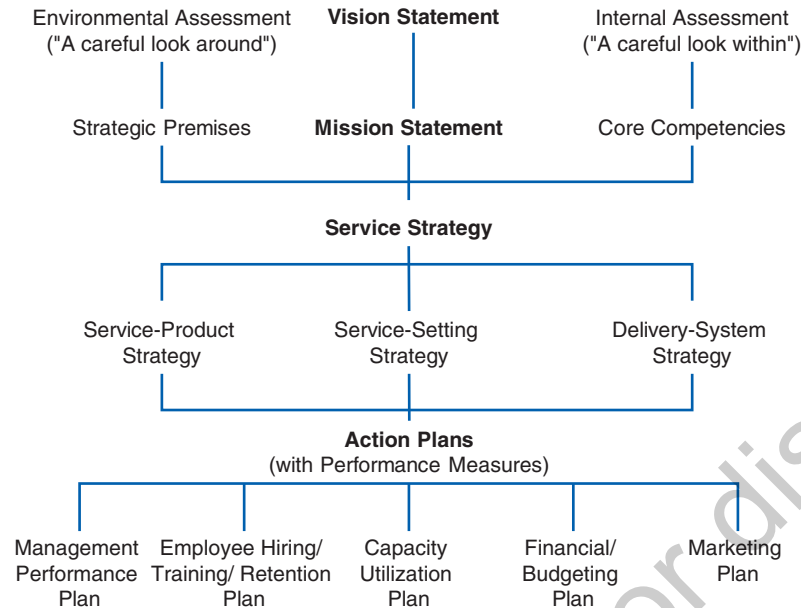 Environmental Assessment
("A careful look around")
Vision Statement
Internal Assessment
("A careful look within")
Strategic Premises
Mission Statement
Core Competencies
Service Strategy
Service-Product
Strategy
Service-Setting
Strategy
Delivery-System
Strategy
Action Plans
(with Performance Measures)
Management
Performance
Plan
Employee Hiring/
Training/ Retention
Plan
Capacity
Utilization
Plan
Financial/
Budgeting
Plan
Marketing
Plan
or dis